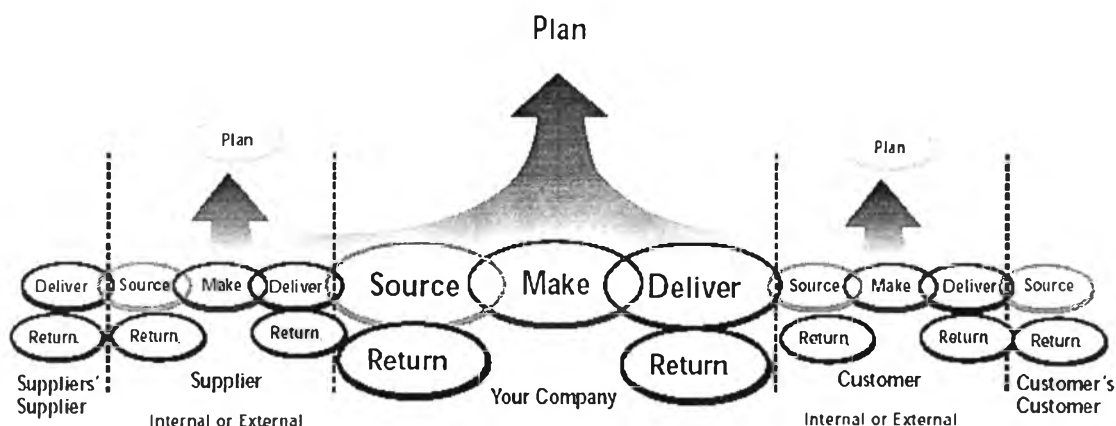 Plan
Plan
Plan
Deliver
Source
Make
Deliver
Source
Make
Deliver
Source
Make
Deliver
Source
Return
Return
Return
Return
Return
Return
Return
Return
Suppliers'
Supplier
Supplier
Your Company
Customer
Customer's
Customer
Internal or External
Internal or External